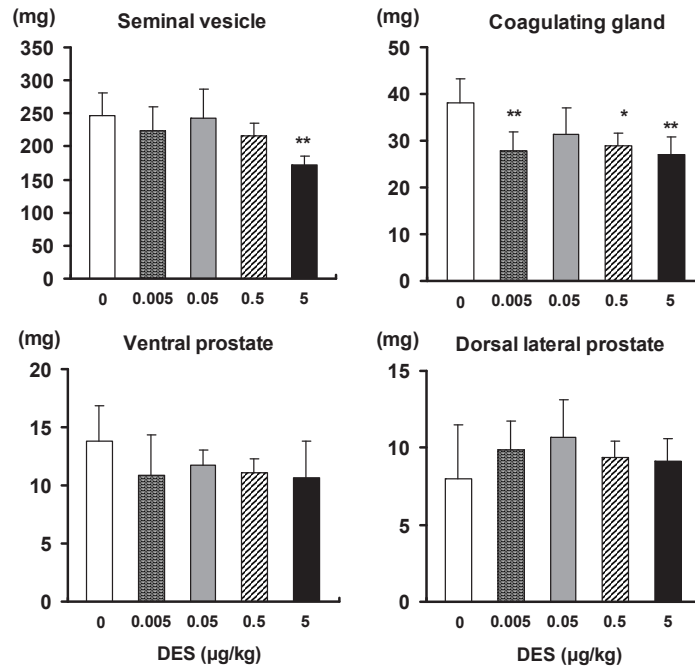 (mg)
Seminal vesicle
350
300
250
200
150
100
50
0
**
0 0.005 0.05 0.5 5
(mg)
Coagulating gland
50
40
30
20
10
0
** * **
0 0.005 0.05 0.5 5
(mg)
Ventral prostate
20
15
10
5
0
0 0.005 0.05 0.5 5
DES (µg/kg)
(mg)
Dorsal lateral prostate
15
10
5
0
0 0.005 0.05 0.5 5
DES (µg/kg)